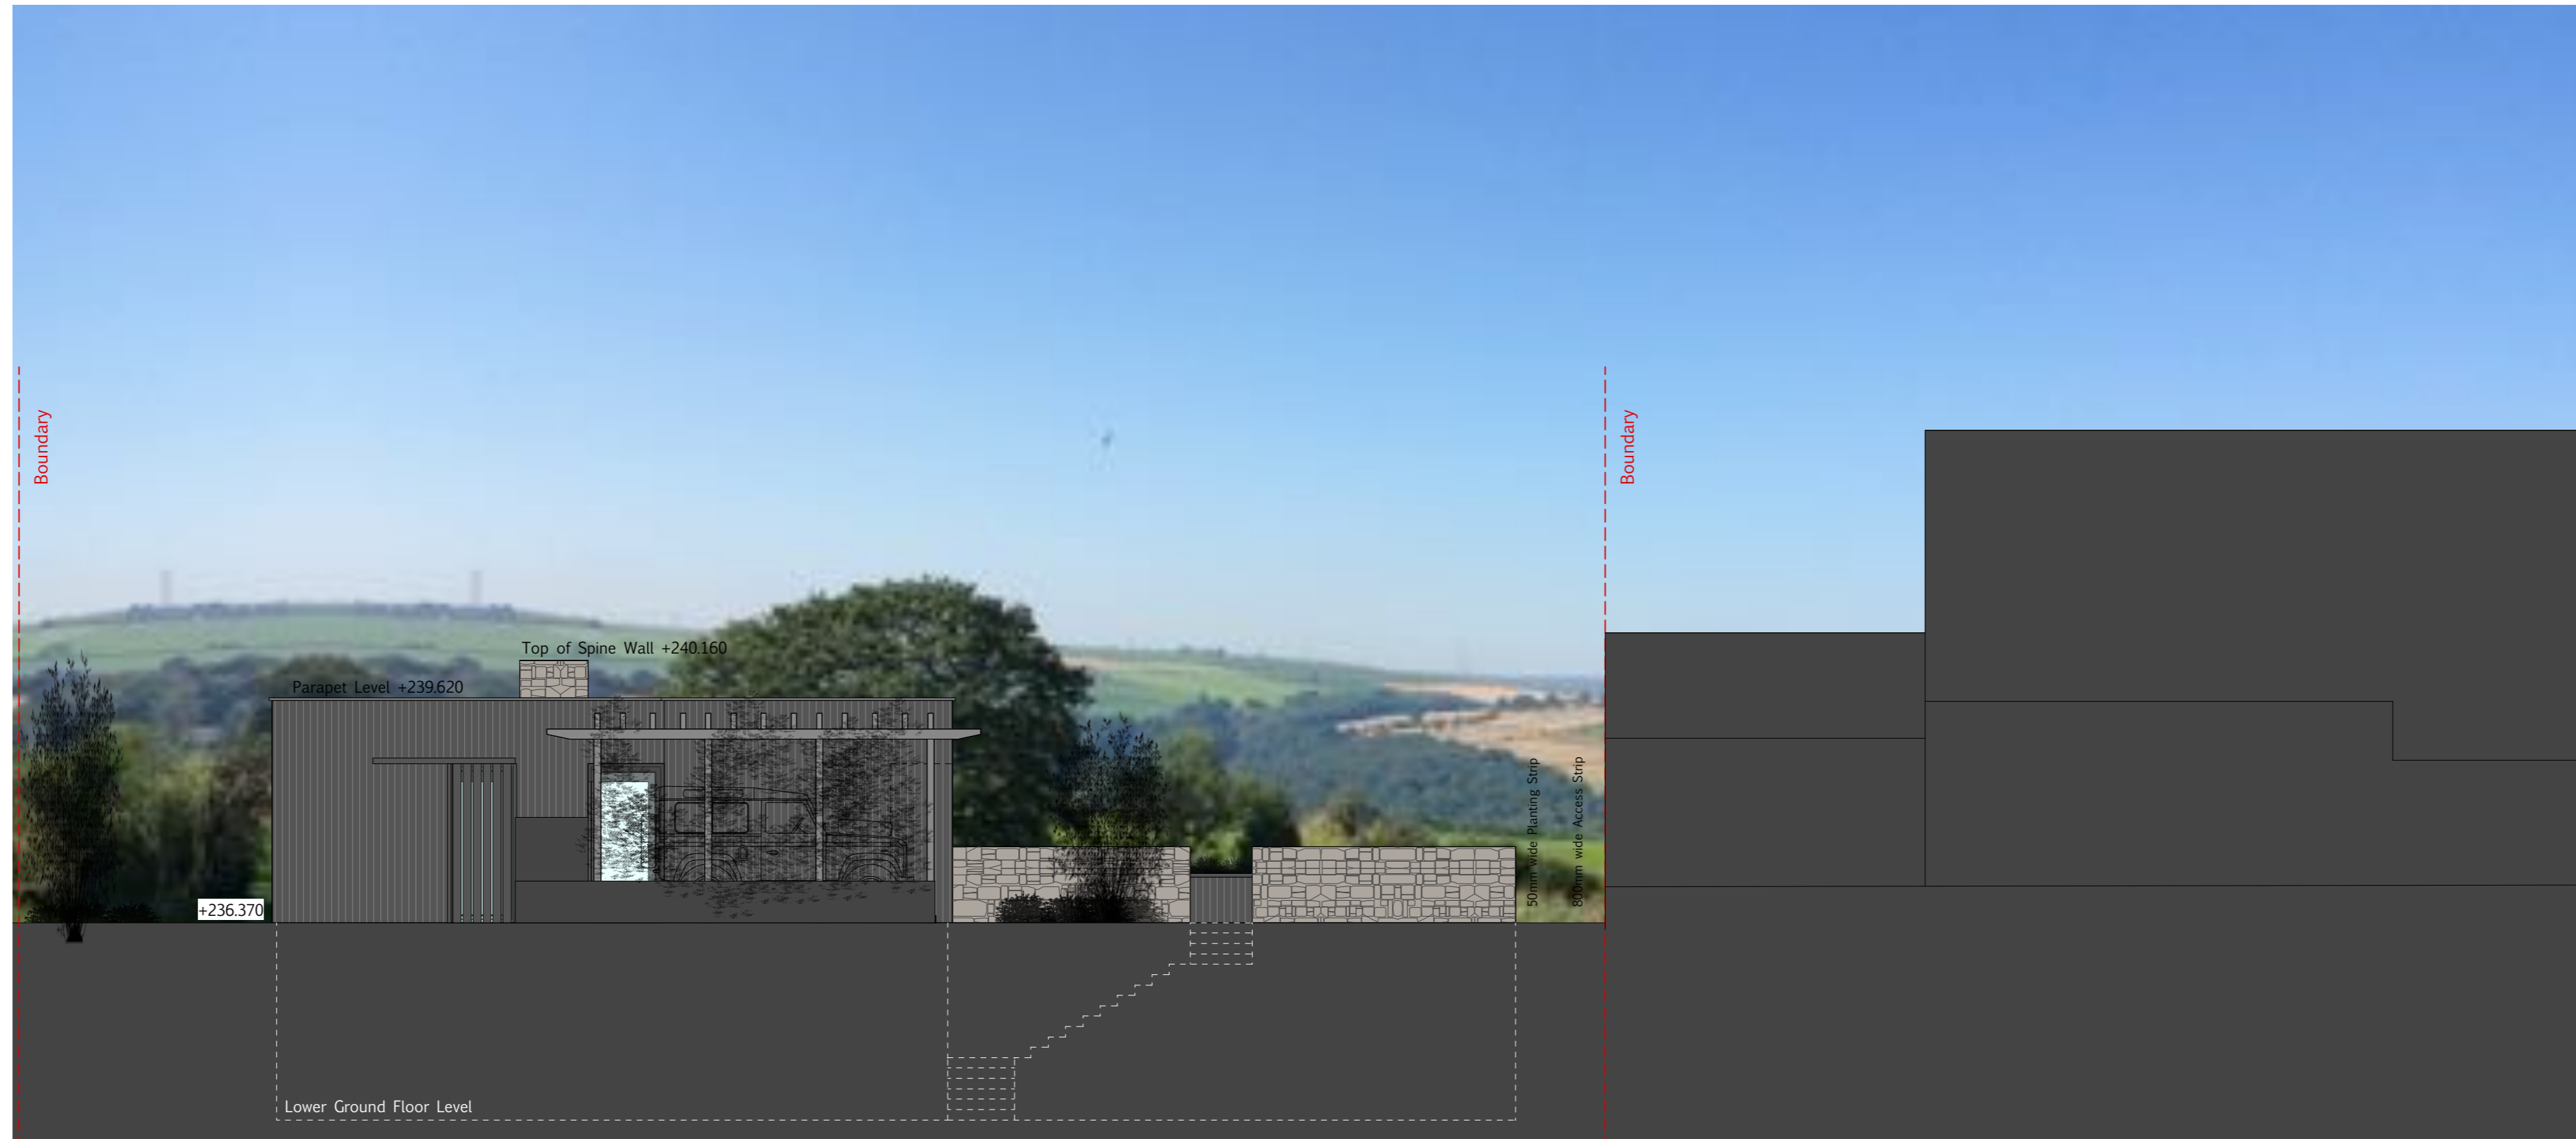 Boundary
Boundary
Top of Spine Wall +240.160
Parapet Level +239.620
50mm wide Planting Strip
800mm wide Access Strip
+236.370
Lower Ground Floor Level